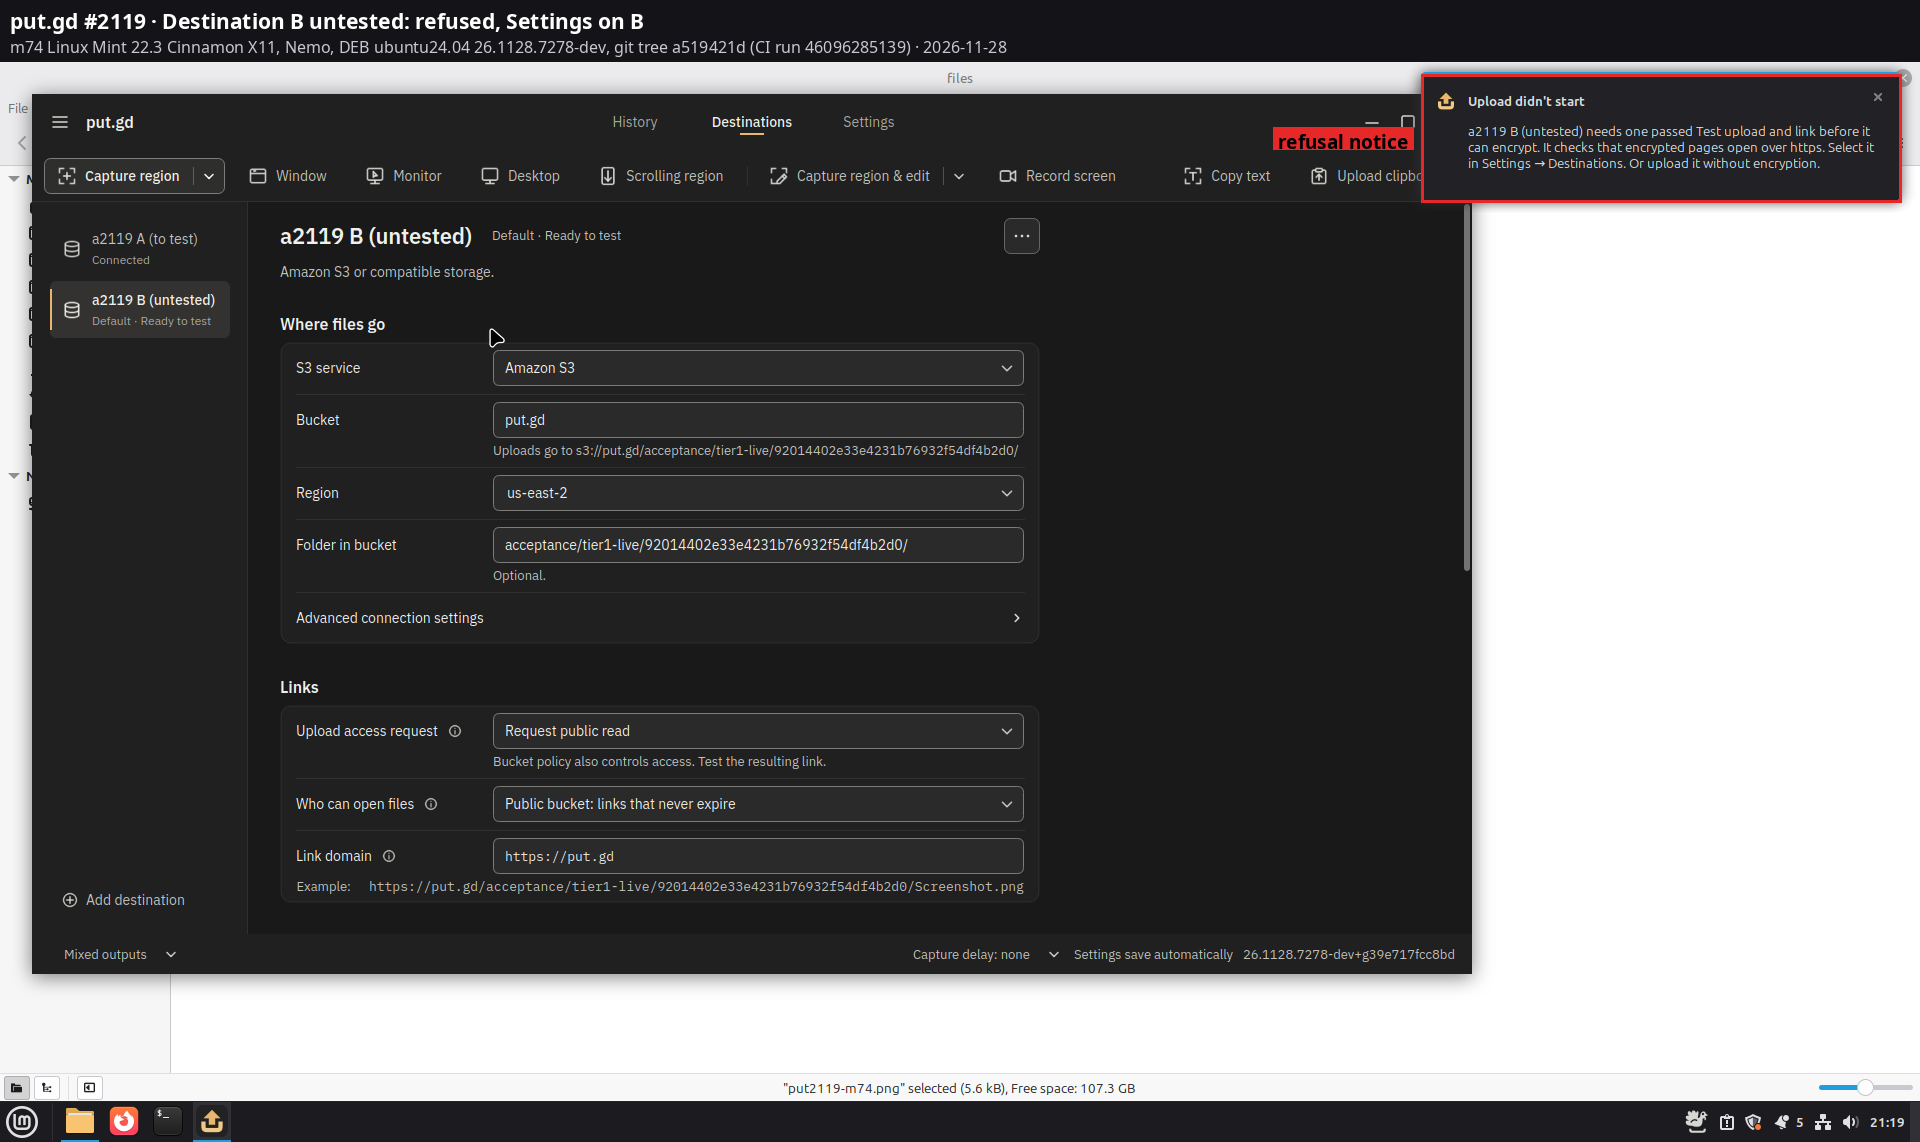 put.gd #2119 · Destination B untested: refused, Settings on B
m74 Linux Mint 22.3 Cinnamon X11, Nemo, DEB ubuntu24.04 26.1128.7278-dev, git tree a519421d (CI run 46096285139) · 2026-11-28
files
File
put.gd
History
Destinations
Settings
refusal notice
Upload didn't start
a2119 B (untested) needs one passed Test upload and link before it
can encrypt. It checks that encrypted pages open over https. Select it
in Settings → Destinations. Or upload it without encryption.
Capture region
Window
Monitor
Desktop
Scrolling region
Capture region & edit
Record screen
Copy text
Upload clipbo
a2119 A (to test)
Connected
a2119 B (untested)
Default · Ready to test
a2119 B (untested)
Default · Ready to test
Amazon S3 or compatible storage.
Where files go
S3 service
Amazon S3
Bucket
put.gd
Uploads go to s3://put.gd/acceptance/tier1-live/92014402e33e4231b76932f54df4b2d0/
Region
us-east-2
Folder in bucket
acceptance/tier1-live/92014402e33e4231b76932f54df4b2d0/
Optional.
Advanced connection settings
Links
Upload access request
Request public read
Bucket policy also controls access. Test the resulting link.
Who can open files
Public bucket: links that never expire
Link domain
https://put.gd
Example: https://put.gd/acceptance/tier1-live/92014402e33e4231b76932f54df4b2d0/Screenshot.png
Add destination
Mixed outputs
Capture delay: none
Settings save automatically
26.1128.7278-dev+g39e717fcc8bd
"put2119-m74.png" selected (5.6 kB), Free space: 107.3 GB
5
21:19